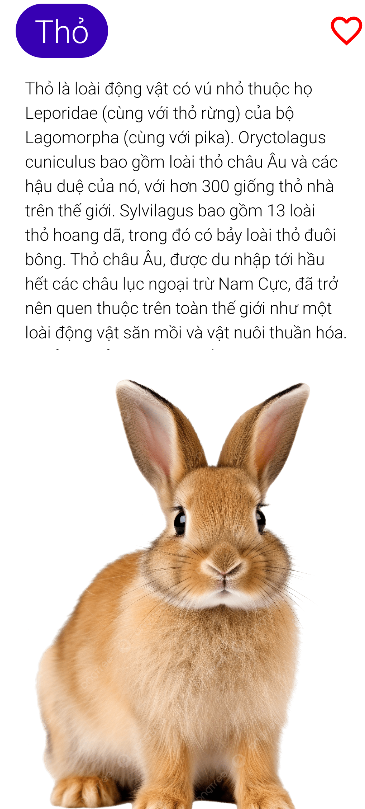 Thỏ
Thỏ là loài động vật có vú nhỏ thuộc họ
Leporidae (cùng với thỏ rừng) của bộ
Lagomorpha (cùng với pika). Oryctolagus
cuniculus bao gồm loài thỏ châu Âu và các
hậu duệ của nó, với hơn 300 giống thỏ nhà
trên thế giới. Sylvilagus bao gồm 13 loài
thỏ hoang dã, trong đó có bảy loài thỏ đuôi
bông. Thỏ châu Âu, được du nhập tới hầu
hết các châu lục ngoại trừ Nam Cực, đã trở
nên quen thuộc trên toàn thế giới như một
loài động vật săn mồi và vật nuôi thuần hóa.